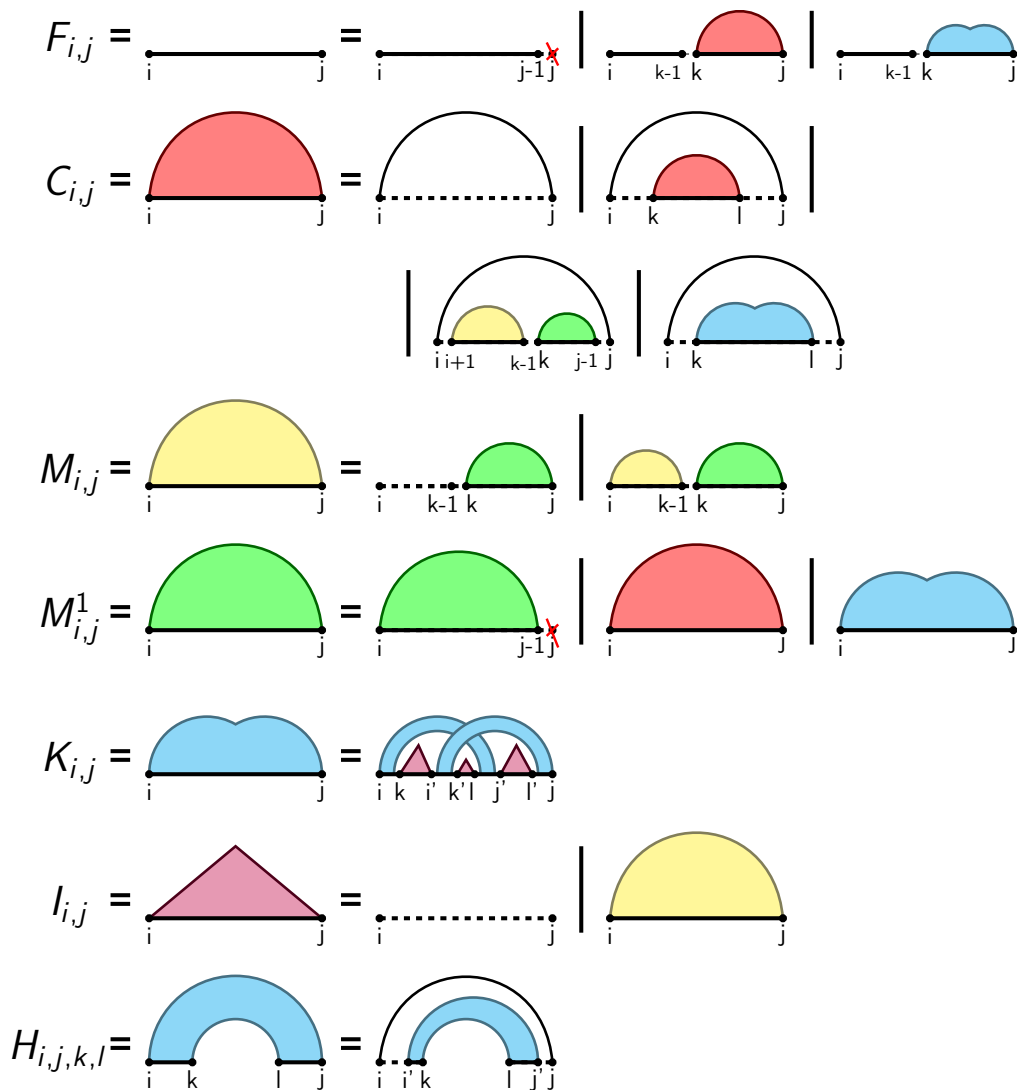 F_{i,j} = = | |
i j i j-1 j i k-1 k j i k-1 k j
C_{i,j} = = | |
i j i j i k l j
| |
i i+1 k-1 k j-1 j i k l j
M_{i,j} = = |
i j i k-1 k j i k-1 k j
M^1_{i,j} = = | |
i j i j-1 j i j i j
K_{i,j} = =
i j i k i' k' l j' l' j
I_{i,j} = = |
i j i j i j
H_{i,j,k,l} = =
i k l j i i' k l j' j